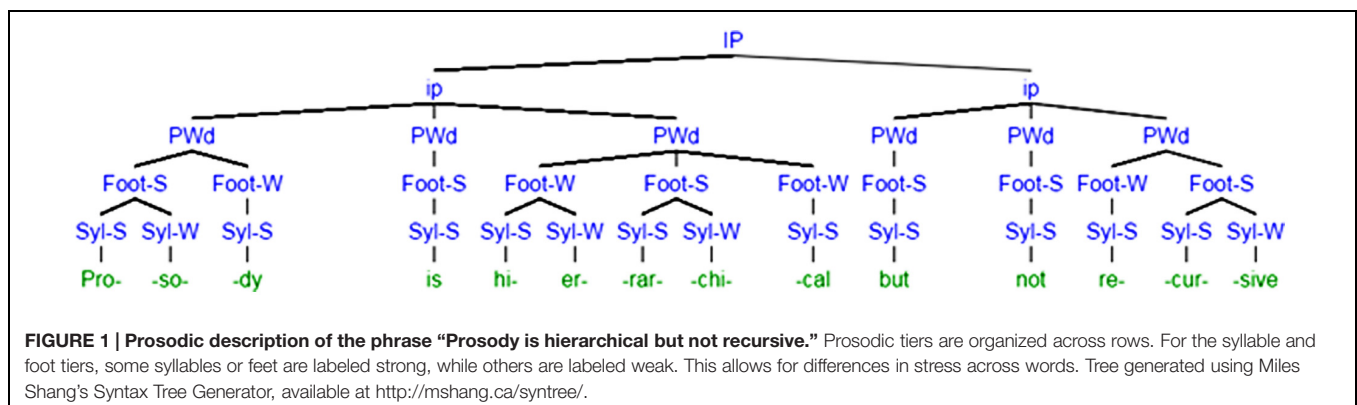 IP
ip ip
PWd PWd PWd PWd PWd PWd
Foot-S Foot-W Foot-S Foot-W Foot-S Foot-W Foot-S Foot-S Foot-W Foot-S
Syl-S Syl-W Syl-S Syl-S Syl-S Syl-W Syl-S Syl-W Syl-S Syl-S Syl-S Syl-S Syl-S Syl-W
Pro- -so- -dy is hi- er- -rar- -chi- -cal but not re- -cur- -sive
FIGURE 1 | Prosodic description of the phrase “Prosody is hierarchical but not recursive.” Prosodic tiers are organized across rows. For the syllable and
foot tiers, some syllables or feet are labeled strong, while others are labeled weak. This allows for differences in stress across words. Tree generated using Miles
Shang’s Syntax Tree Generator, available at http://mshang.ca/syntree/.